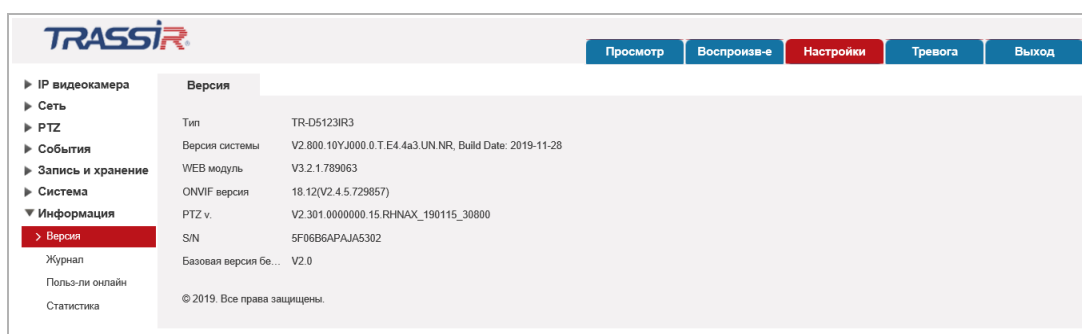 TRASSIR
Просмотр Воспроизв-е Настройки Тревога Выход
IP видеокамера
Сеть
PTZ
События
Запись и хранение
Система
Информация
Версия
Журнал
Польз-ли онлайн
Статистика
Версия
Тип TR-D5123IR3
Версия системы V2.800.10YJ000.0.T.E4.4a3.UN.NR, Build Date: 2019-11-28
WEB модуль V3.2.1.789063
ONVIF версия 18.12(V2.4.5.729857)
PTZ v. V2.301.0000000.15.RHNAX_190115_30800
S/N 5F06B6APAJA5302
Базовая версия бе... V2.0
© 2019. Все права защищены.